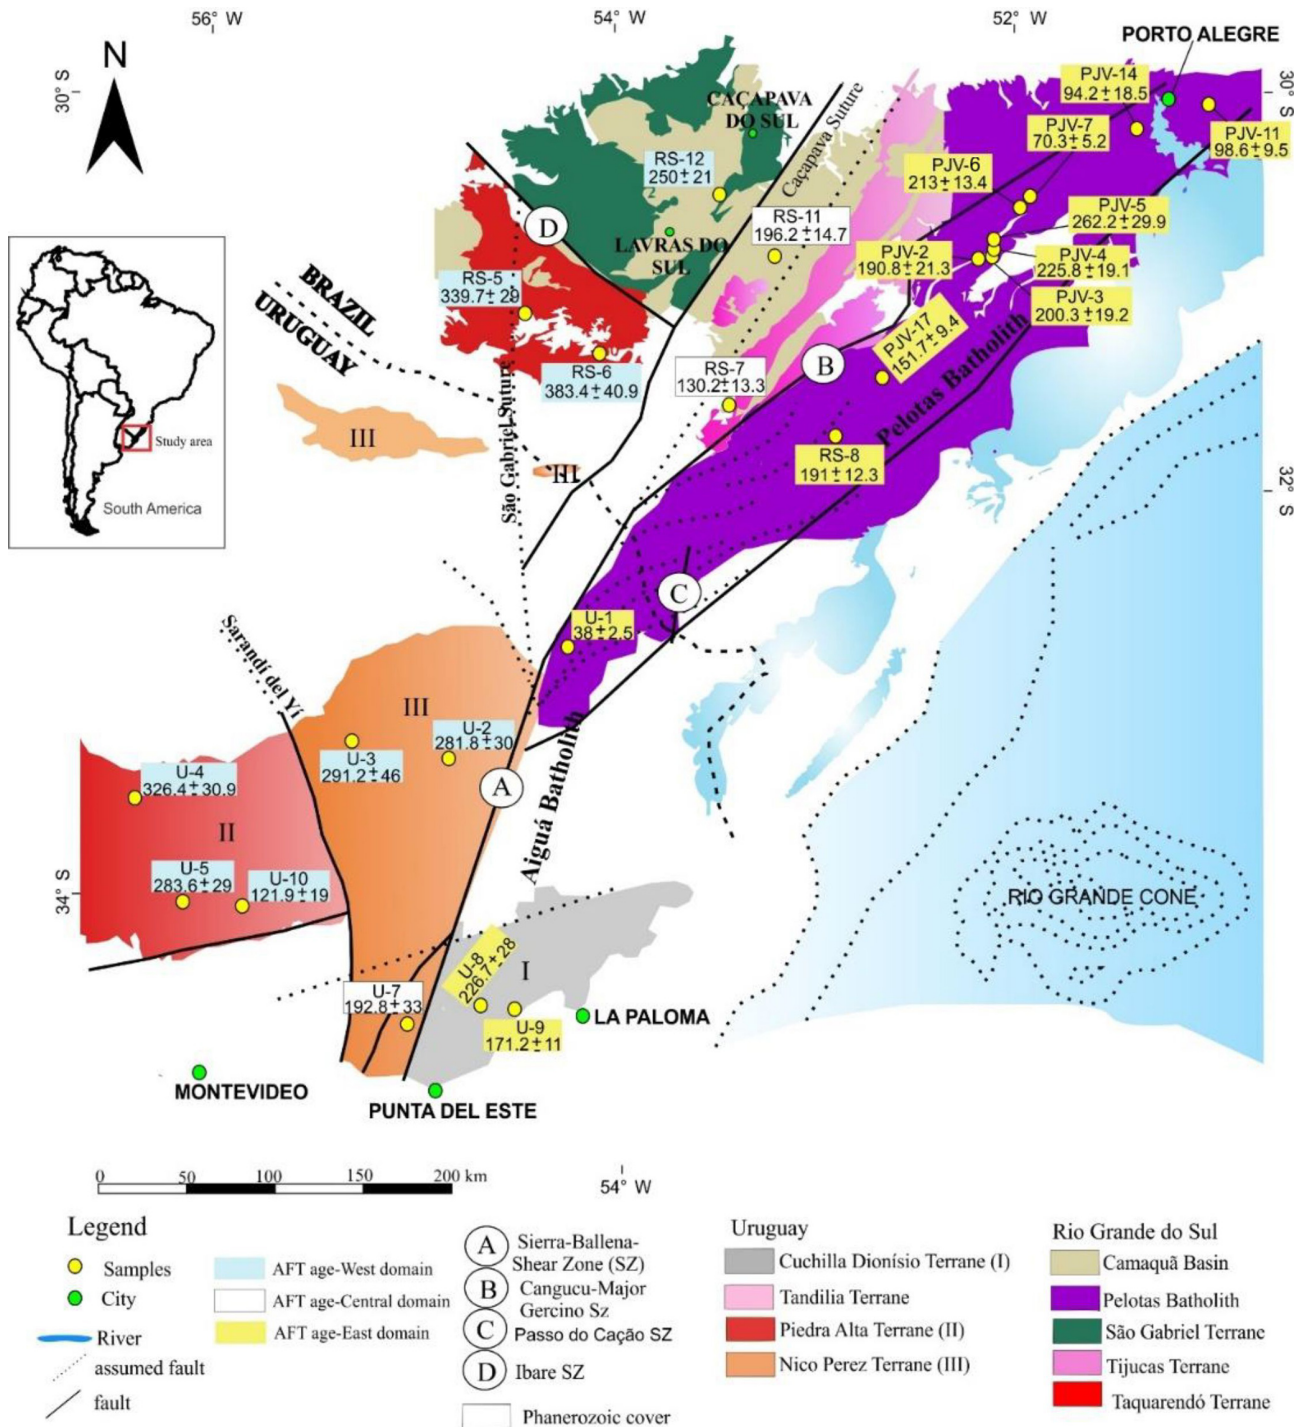 56° W
54° W
52° W
PORTO ALEGRE
N
30° S
30° S
PJV-14
94.2±18.5
CAÇAPAVA
DO SUL
Caçapava Suture
PJV-7
70.3±5.2
PJV-11
98.6±9.5
RS-12
250±21
PJV-6
213±13.4
PJV-5
262.2±29.9
RS-11
196.2±14.7
D
LAVRAS DO
SUL
PJV-2
190.8±21.3
PJV-4
225.8±19.1
RS-5
339.7±29
PJV-3
200.3±19.2
BRAZIL
URUGUAY
PJV-17
151.7±9.4
RS-6
383.4±40.9
RS-7
130.2±13.3
B
Pelotas Batholith
São Gabriel Suture
III
III
RS-8
191±12.3
Study area
South America
32° S
C
U-1
38±2.5
Sarandí del Yí
III
U-2
281.8±30
U-3
291.2±46
Aiguá Batholith
U-4
326.4±30.9
A
II
U-5
283.6±29
U-10
121.9±19
34° S
RIO GRANDE CONE
U-8
226.7±28
I
U-7
192.8±33
U-9
171.2±11
LA PALOMA
MONTEVIDEO
PUNTA DEL ESTE
0 50 100 150 200 km
54° W
Legend
Samples
City
River
assumed fault
fault
AFT age-West domain
AFT age-Central domain
AFT age-East domain
A Sierra-Ballena-
Shear Zone (SZ)
B Cangucu-Major
Gercino Sz
C Passo do Cação SZ
D Ibare SZ
Phanerozoic cover
Uruguay
Cuchilla Dionísio Terrane (I)
Tandilia Terrane
Piedra Alta Terrane (II)
Nico Perez Terrane (III)
Rio Grande do Sul
Camaquã Basin
Pelotas Batholith
São Gabriel Terrane
Tijucas Terrane
Taquarendó Terrane